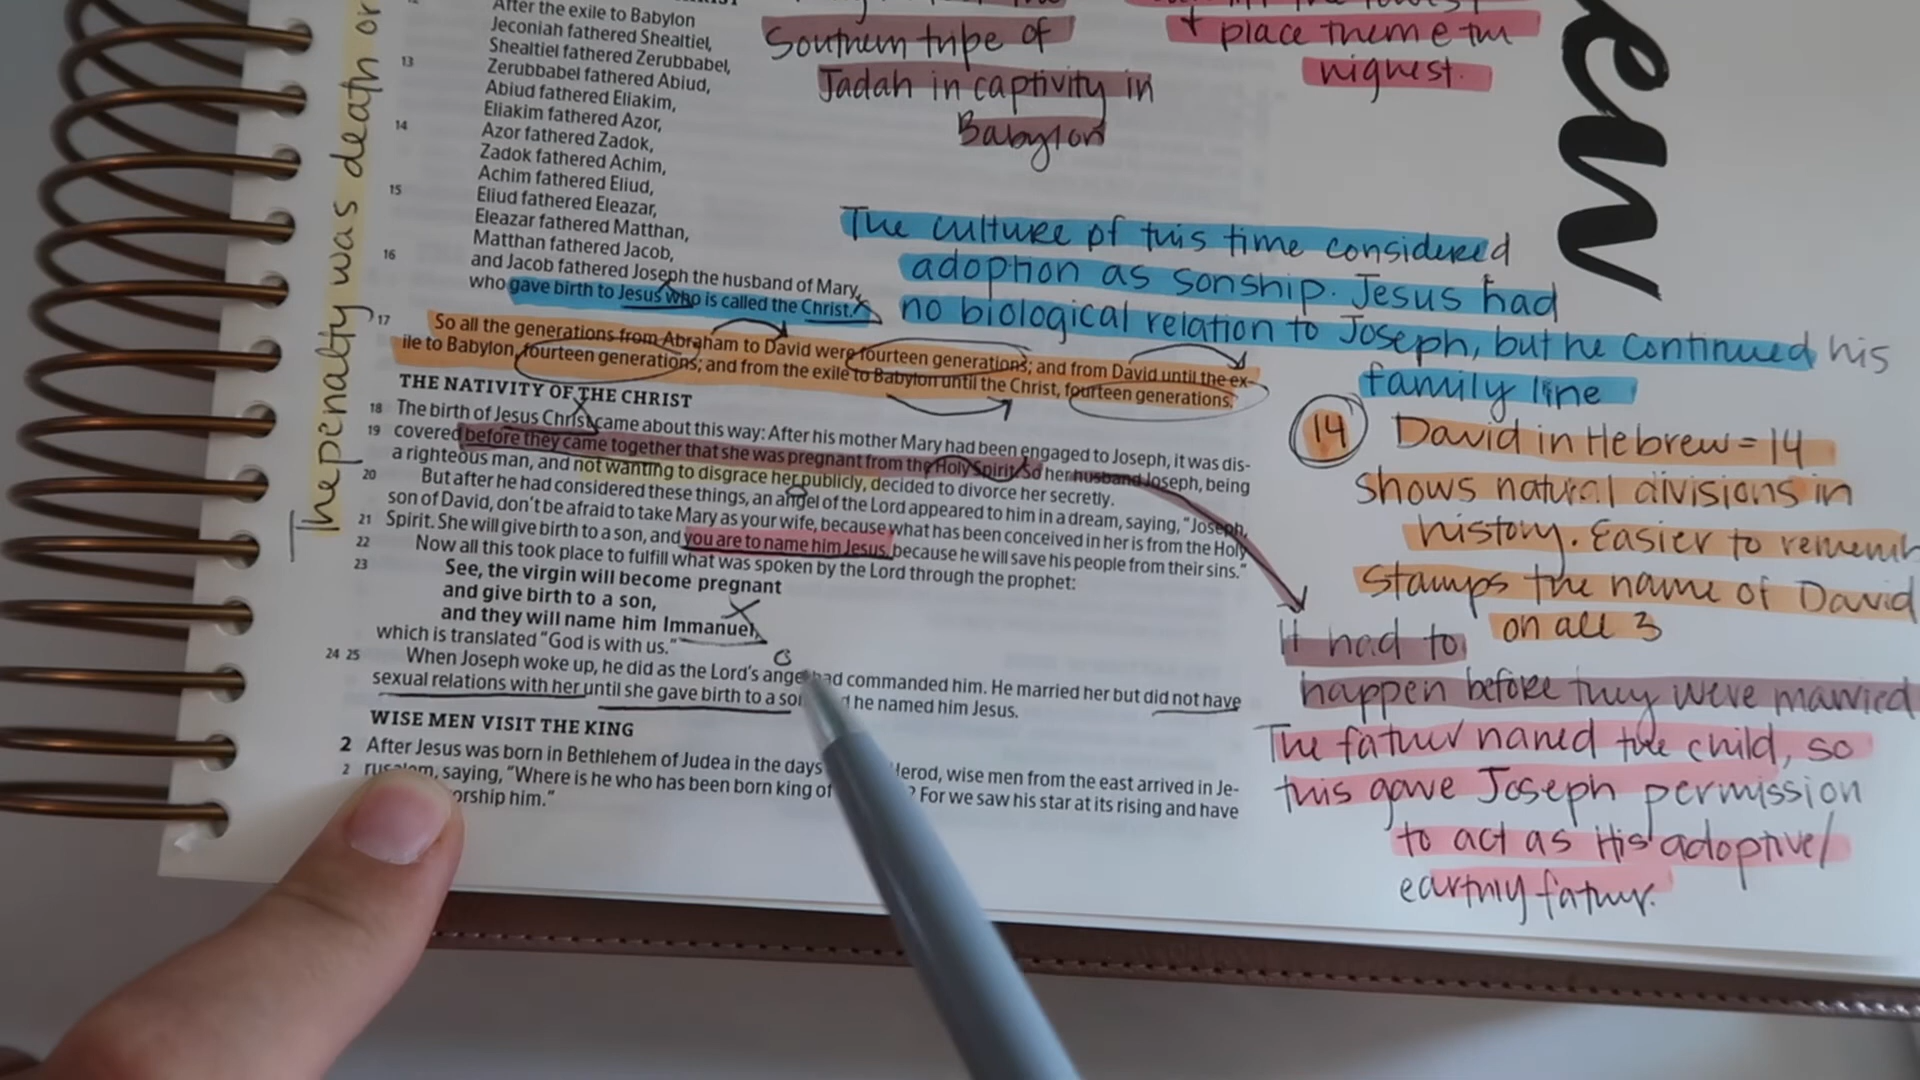 After the exile to Babylon
Jeconiah fathered Shealtiel,
Shealtiel fathered Zerubbabel,
13 Zerubbabel fathered Abiud,
Abiud fathered Eliakim,
Eliakim fathered Azor,
14 Azor fathered Zadok,
Zadok fathered Achim,
Achim fathered Eliud,
15 Eliud fathered Eleazar,
Eleazar fathered Matthan,
Matthan fathered Jacob,
16 and Jacob fathered Joseph the husband of Mary,
who gave birth to Jesus who is called the Christ.
17 So all the generations from Abraham to David were fourteen generations; and from David until the ex-
ile to Babylon, fourteen generations; and from the exile to Babylon until the Christ, fourteen generations.
THE NATIVITY OF THE CHRIST
18 The birth of Jesus Christ came about this way: After his mother Mary had been engaged to Joseph, it was dis-
19 covered before they came together that she was pregnant from the Holy Spirit. So her husband Joseph, being
a righteous man, and not wanting to disgrace her publicly, decided to divorce her secretly.
20 But after he had considered these things, an angel of the Lord appeared to him in a dream, saying, "Joseph,
son of David, don't be afraid to take Mary as your wife, because what has been conceived in her is from the Holy
21 Spirit. She will give birth to a son, and you are to name him Jesus, because he will save his people from their sins."
22 Now all this took place to fulfill what was spoken by the Lord through the prophet:
23 See, the virgin will become pregnant
and give birth to a son,
and they will name him Immanuel,
which is translated "God is with us."
24 25 When Joseph woke up, he did as the Lord's ange had commanded him. He married her but did not have
sexual relations with her until she gave birth to a so he named him Jesus.
WISE MEN VISIT THE KING
2 After Jesus was born in Bethlehem of Judea in the days Herod, wise men from the east arrived in Je-
2 rusalem, saying, "Where is he who has been born king of ? For we saw his star at its rising and have
orship him."
The penalty was death or
Southern tribe of
Jadah in captivity in
Babylon
+ place them e tm
highest.
en
The culture of this time considered
adoption as sonship. Jesus had
no biological relation to Joseph, but he continued his
family line
14 David in Hebrew = 14
shows natural divisions in
history. Easier to rememb
Stamps the name of David
on all 3
It had to
happen before they were married
The father named the child, so
this gave Joseph permission
to act as His adoptive/
earthly father.